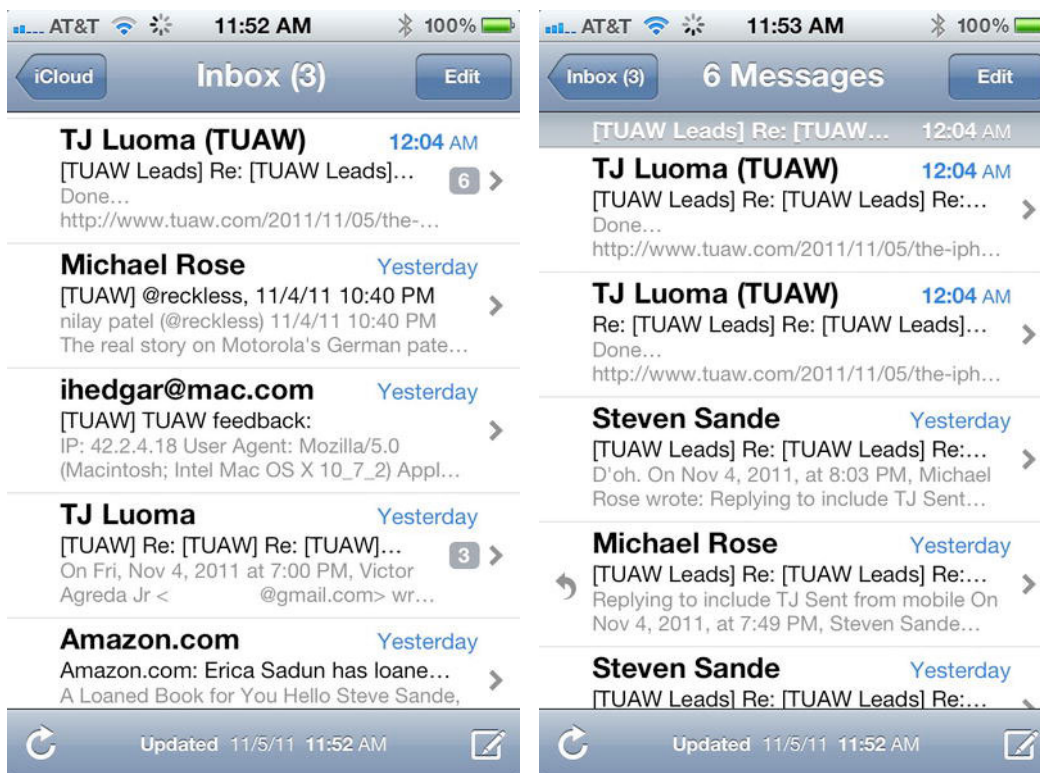 AT&T 11:52 AM 100%
iCloud Inbox (3) Edit
TJ Luoma (TUAW) 12:04 AM
[TUAW Leads] Re: [TUAW Leads]... 6
Done...
http://www.tuaw.com/2011/11/05/the-...
Michael Rose Yesterday
[TUAW] @reckless, 11/4/11 10:40 PM
nilay patel (@reckless) 11/4/11 10:40 PM
The real story on Motorola's German pate...
ihedgar@mac.com Yesterday
[TUAW] TUAW feedback:
IP: 42.2.4.18 User Agent: Mozilla/5.0
(Macintosh; Intel Mac OS X 10_7_2) Appl...
TJ Luoma Yesterday
[TUAW] Re: [TUAW] Re: [TUAW]... 3
On Fri, Nov 4, 2011 at 7:00 PM, Victor
Agreda Jr < @gmail.com> wr...
Amazon.com Yesterday
Amazon.com: Erica Sadun has loane...
A Loaned Book for You Hello Steve Sande,
Updated 11/5/11 11:52 AM
AT&T 11:53 AM 100%
Inbox (3) 6 Messages Edit
[TUAW Leads] Re: [TUAW... 12:04 AM
TJ Luoma (TUAW) 12:04 AM
[TUAW Leads] Re: [TUAW Leads] Re:...
Done...
http://www.tuaw.com/2011/11/05/the-iph...
TJ Luoma (TUAW) 12:04 AM
Re: [TUAW Leads] Re: [TUAW Leads]...
Done...
http://www.tuaw.com/2011/11/05/the-iph...
Steven Sande Yesterday
[TUAW Leads] Re: [TUAW Leads] Re:...
D'oh. On Nov 4, 2011, at 8:03 PM, Michael
Rose wrote: Replying to include TJ Sent...
Michael Rose Yesterday
[TUAW Leads] Re: [TUAW Leads] Re:...
Replying to include TJ Sent from mobile On
Nov 4, 2011, at 7:49 PM, Steven Sande...
Steven Sande Yesterday
[TUAW Leads] Re: [TUAW Leads] Re:...
Updated 11/5/11 11:52 AM